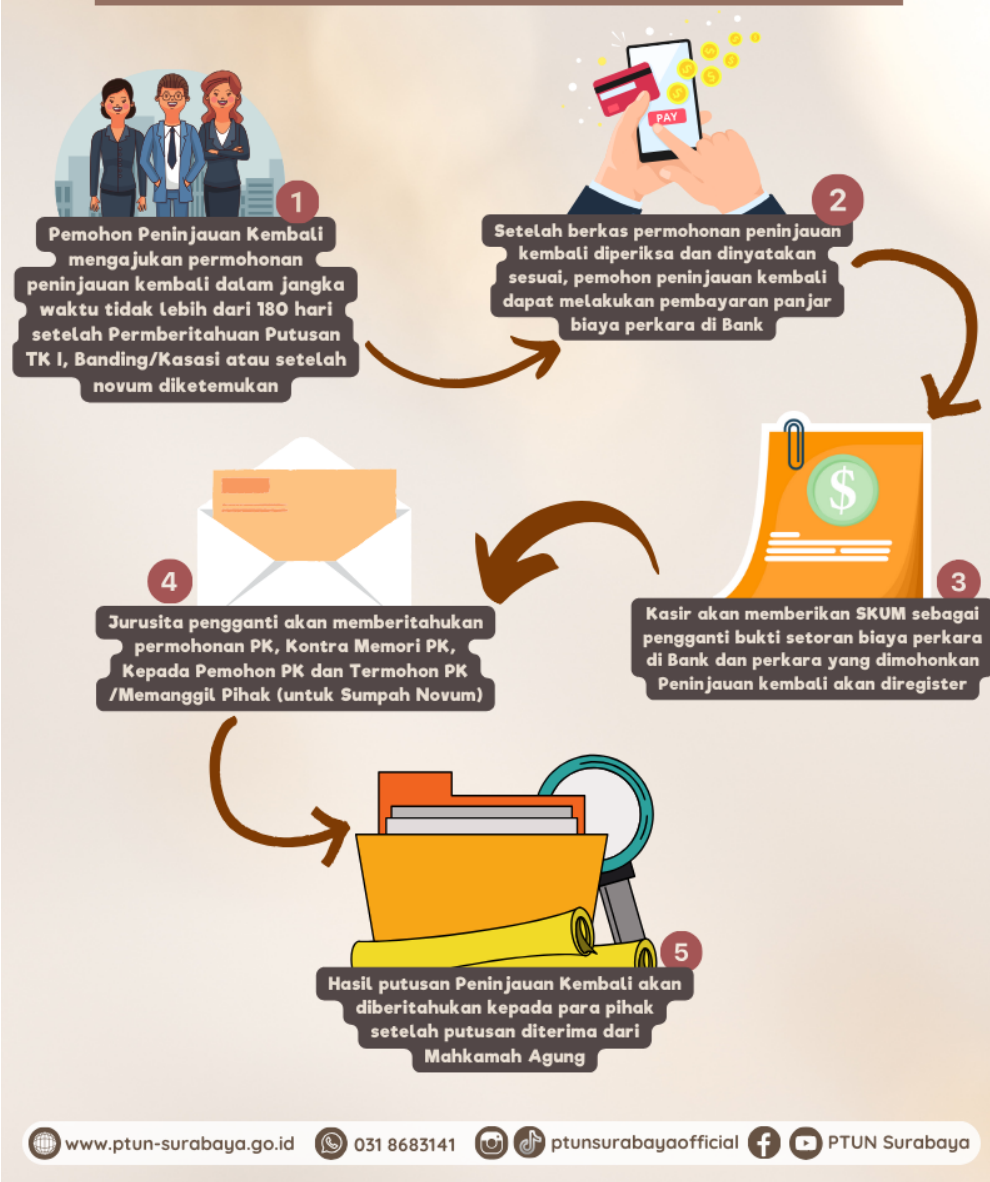 1
Pemohon Peninjauan Kembali
mengajukan permohonan
peninjauan kembali dalam jangka
waktu tidak lebih dari 180 hari
setelah Permberitahuan Putusan
TK I, Banding/Kasasi atau setelah
novum diketemukan
PAY
2
Setelah berkas permohonan peninjauan
kembali diperiksa dan dinyatakan
sesuai, pemohon peninjauan kembali
dapat melakukan pembayaran panjar
biaya perkara di Bank
$
3
Kasir akan memberikan SKUM sebagai
pengganti bukti setoran biaya perkara
di Bank dan perkara yang dimohonkan
Peninjauan kembali akan diregister
4
Jurusita pengganti akan memberitahukan
permohonan PK, Kontra Memori PK,
Kepada Pemohon PK dan Termohon PK
/Memanggil Pihak (untuk Sumpah Novum)
5
Hasil putusan Peninjauan Kembali akan
diberitahukan kepada para pihak
setelah putusan diterima dari
Mahkamah Agung
www.ptun-surabaya.go.id 031 8683141 ptunsurabayaofficial PTUN Surabaya